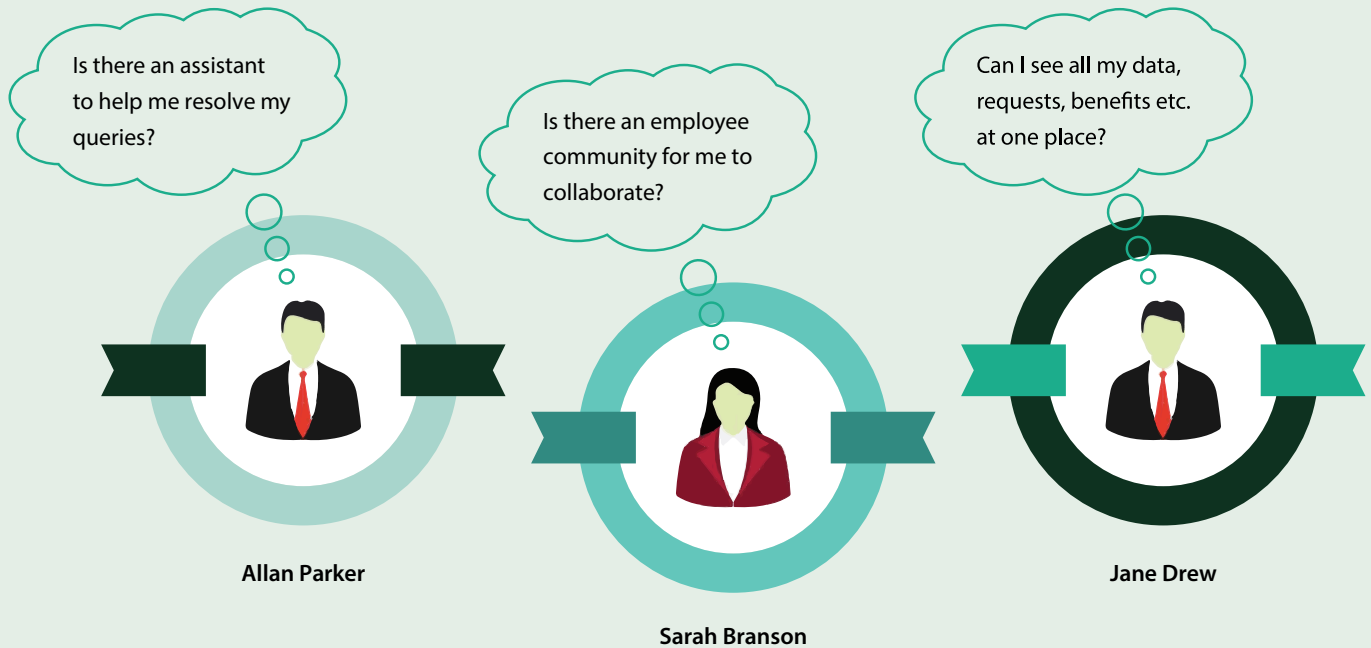 Is there an assistant
to help me resolve my
queries?
Is there an employee
community for me to
collaborate?
Can I see all my data,
requests, benefits etc.
at one place?
Allan Parker
Sarah Branson
Jane Drew